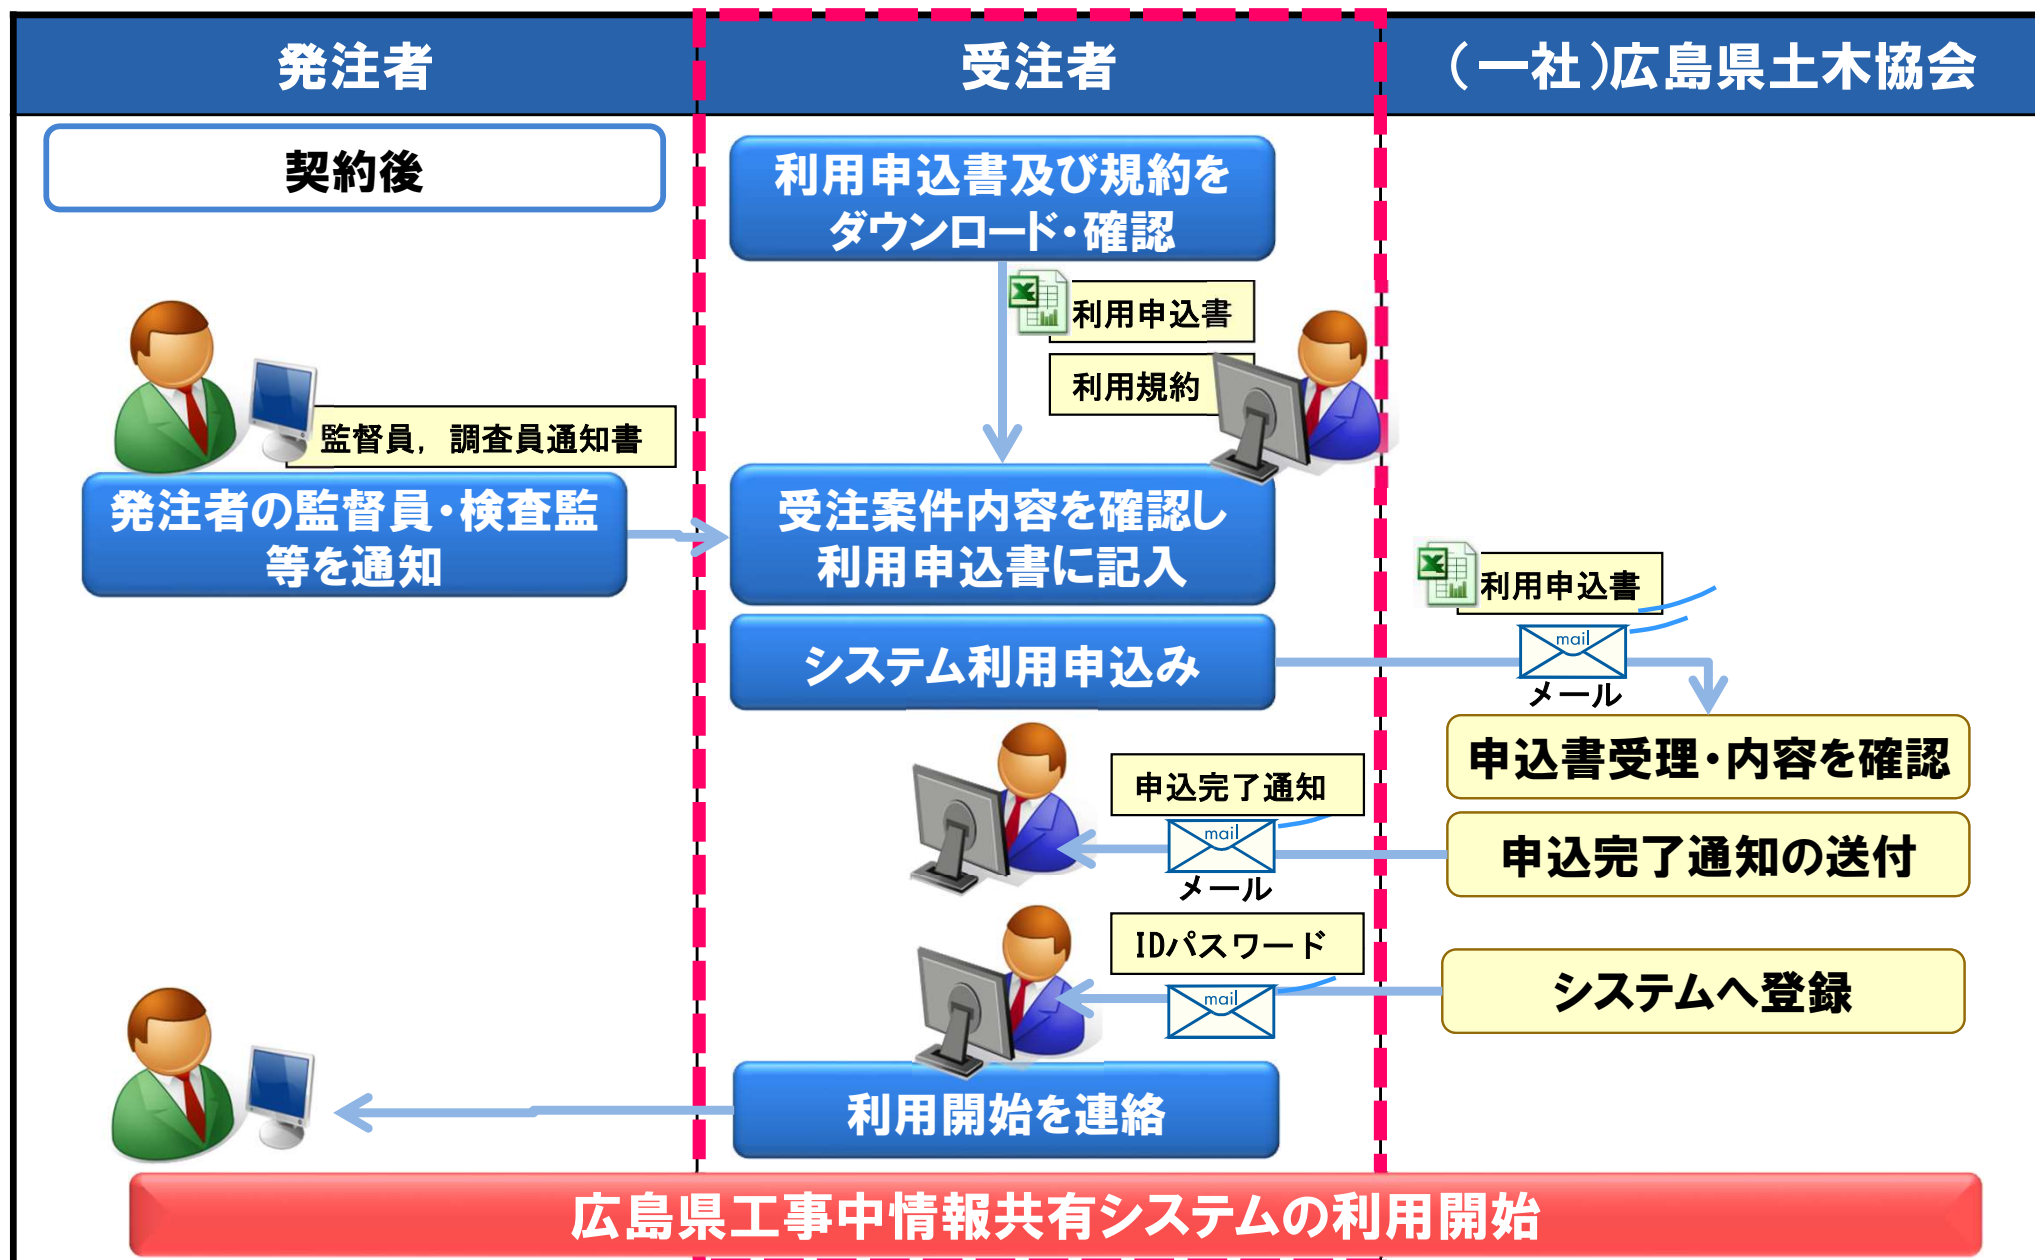 発注者
受注者
(一社)広島県土木協会
契約後
利用申込書及び規約を
ダウンロード・確認
利用申込書
利用規約
監督員，調査員通知書
発注者の監督員・検査監
等を通知
受注案件内容を確認し
利用申込書に記入
利用申込書
mail
メール
システム利用申込み
申込書受理・内容を確認
申込完了通知
mail
メール
申込完了通知の送付
IDパスワード
mail
システムへ登録
利用開始を連絡
広島県工事中情報共有システムの利用開始